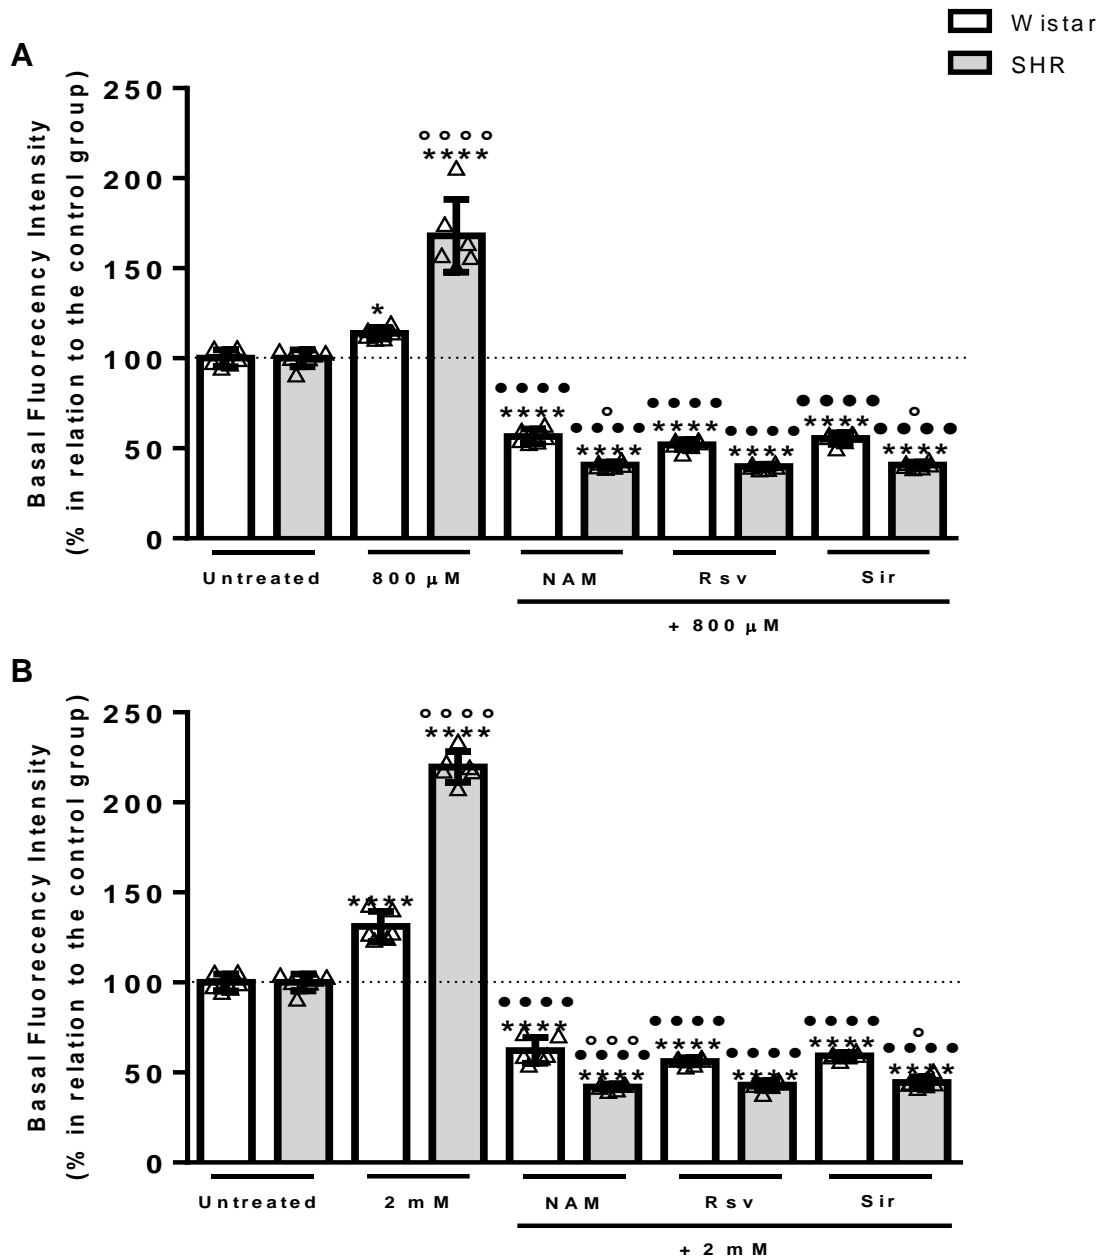 Wistar
SHR
A
Basal Fluorecency Intensity
(% in relation to the control group)
250
200
150
100
50
0
°°°°
****
*
●●●●
****
°
●●●●
****
●●●●
****
●●●●
****
●●●●
****
°
●●●●
****
Untreated
800 µM
NAM
Rsv
Sir
+ 800 µM
B
Basal Fluorecency Intensity
(% in relation to the control group)
250
200
150
100
50
0
°°°°
****
****
●●●●
****
°°°
●●●●
****
●●●●
****
●●●●
****
●●●●
****
°
●●●●
****
Untreated
2 mM
NAM
Rsv
Sir
+ 2 mM